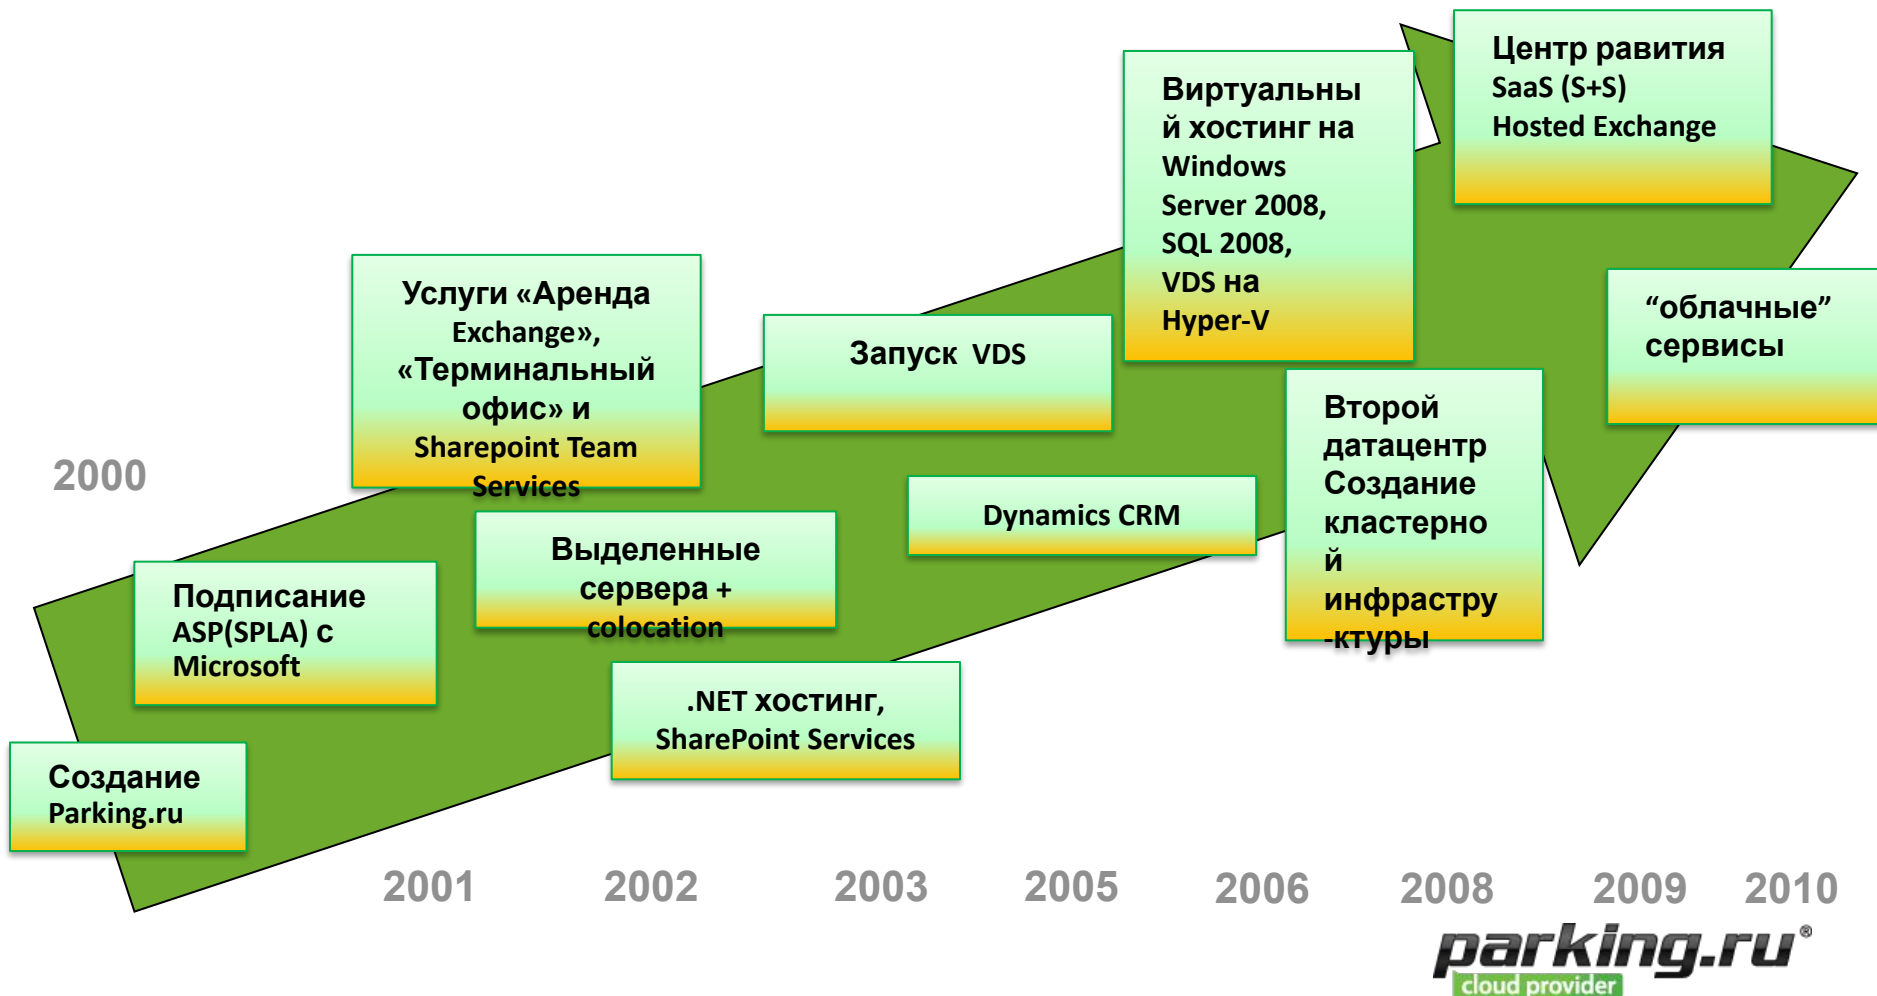 Центр равития
SaaS (S+S)
Hosted Exchange
Виртуальны
й хостинг на
Windows
Server 2008,
SQL 2008,
VDS на
Hyper-V
“облачные”
сервисы
Услуги «Аренда
Exchange»,
«Терминальный
офис» и
Sharepoint Team
Services
Запуск VDS
Второй
датацентр
Создание
кластерно
й
инфрастру
-ктуры
2000
Dynamics CRM
Выделенные
сервера +
colocation
Подписание
ASP(SPLA) с
Microsoft
.NET хостинг,
SharePoint Services
Создание
Parking.ru
2001
2002
2003
2005
2006
2008
2009
2010
parking.ru®
cloud provider